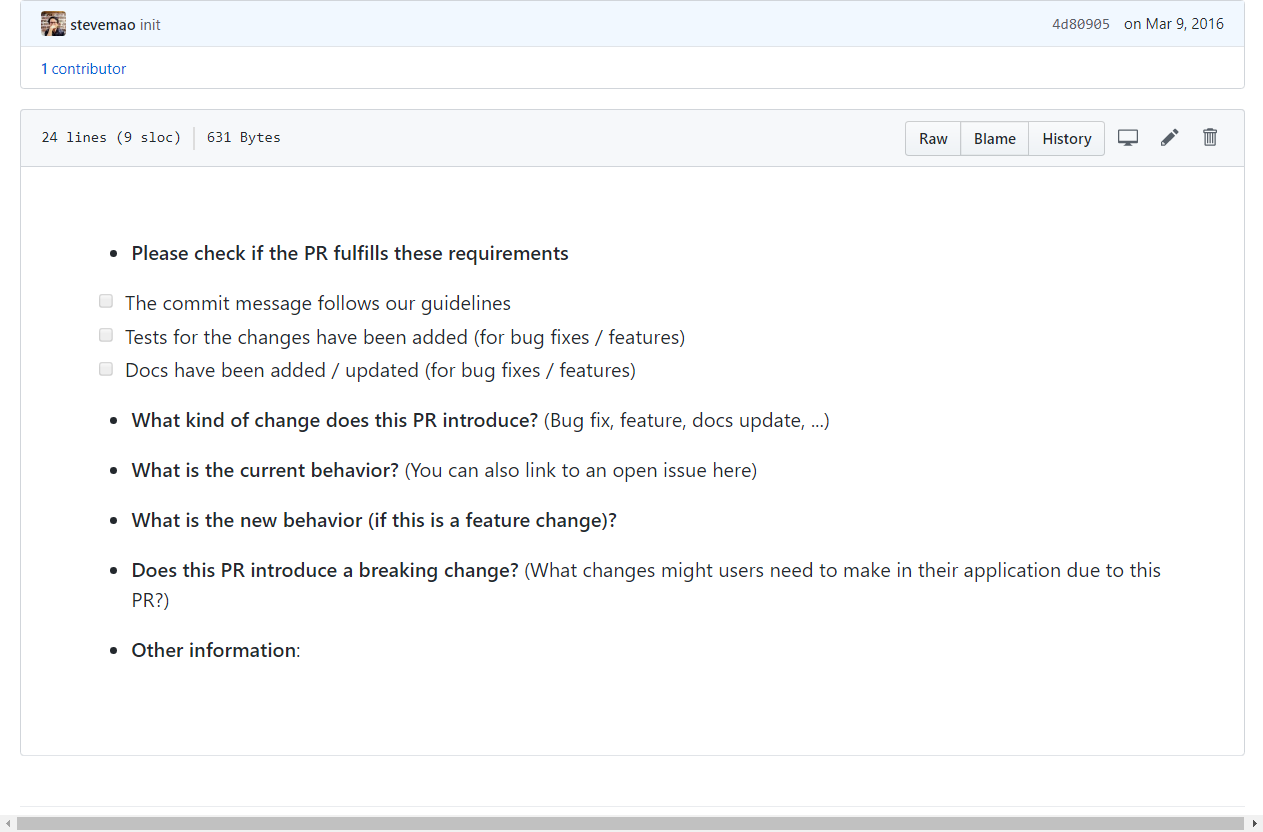 stevemao init 4d80905 on Mar 9, 2016
1 contributor
24 lines (9 sloc) 631 Bytes Raw Blame History
• Please check if the PR fulfills these requirements
The commit message follows our guidelines
Tests for the changes have been added (for bug fixes / features)
Docs have been added / updated (for bug fixes / features)
• What kind of change does this PR introduce? (Bug fix, feature, docs update, ...)
• What is the current behavior? (You can also link to an open issue here)
• What is the new behavior (if this is a feature change)?
• Does this PR introduce a breaking change? (What changes might users need to make in their application due to this
PR?)
• Other information: